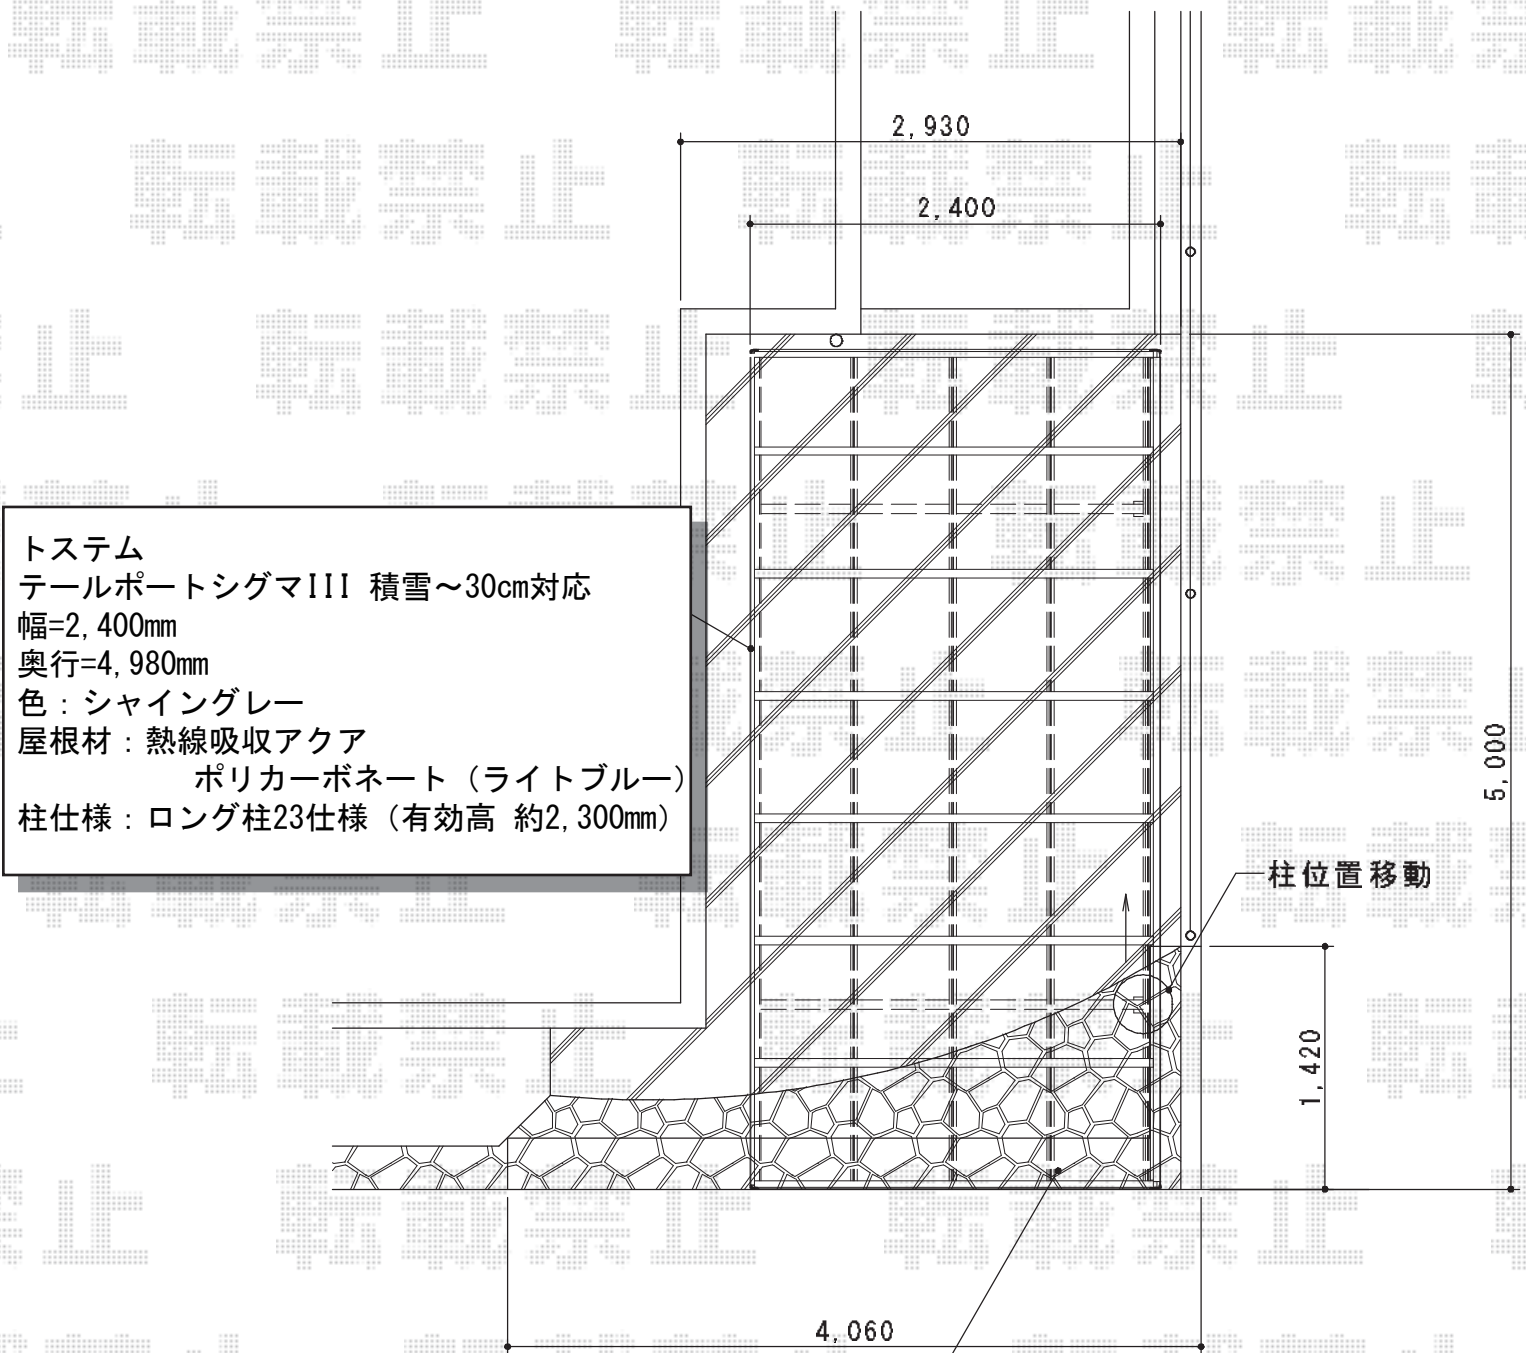 転載禁止
2,930
2,400
トステム
テールポートシグマIII 積雪～30cm対応
幅=2,400mm
奥行=4,980mm
色：シャイングレー
屋根材：熱線吸収アクア
ポリカーボネート（ライトブルー）
柱仕様：ロング柱23仕様（有効高 約2,300mm）
5,000
柱位置移動
1,420
4,060